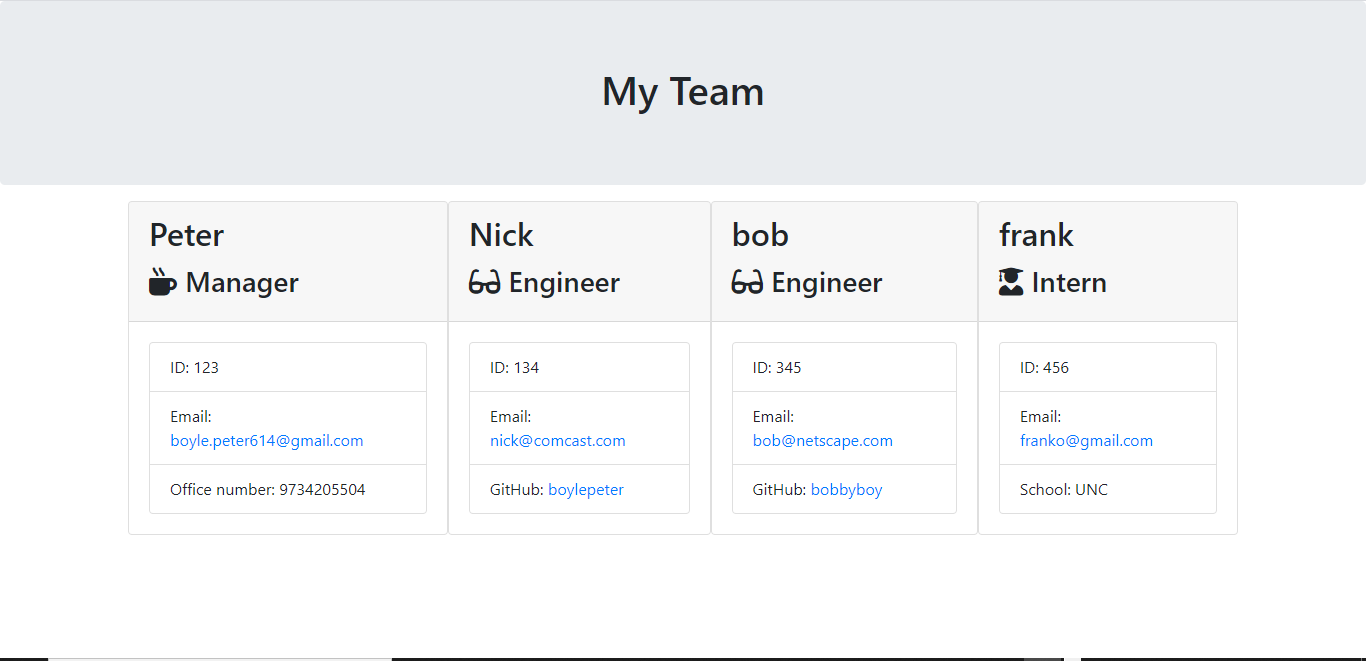 My Team
Peter
Manager
ID: 123
Email:
boyle.peter614@gmail.com
Office number: 9734205504
Nick
Engineer
ID: 134
Email:
nick@comcast.com
GitHub: boylepeter
bob
Engineer
ID: 345
Email:
bob@netscape.com
GitHub: bobbyboy
frank
Intern
ID: 456
Email:
franko@gmail.com
School: UNC